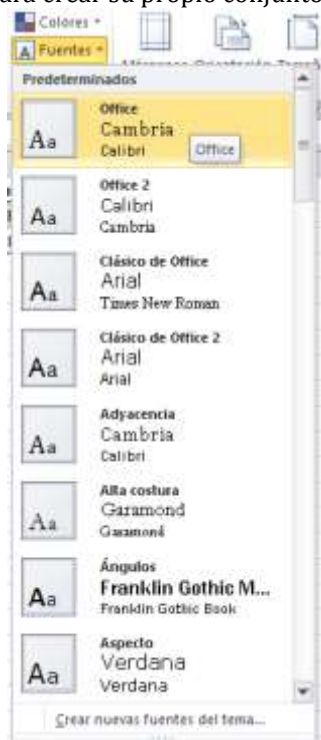 ara crear su propio conjunto
Colores
Fuentes
Predeterminados
Aa
Office
Cambria
Calibri
Office
Aa
Office 2
Calibri
Cambria
Aa
Clásico de Office
Arial
Times New Roman
Aa
Clásico de Office 2
Arial
Arial
Aa
Adyacencia
Cambria
Calibri
Aa
Alta costura
Garamond
Garamond
Aa
Ángulos
Franklin Gothic M...
Franklin Gothic Book
Aa
Aspecto
Verdana
Verdana
Crear nuevas fuentes del tema...